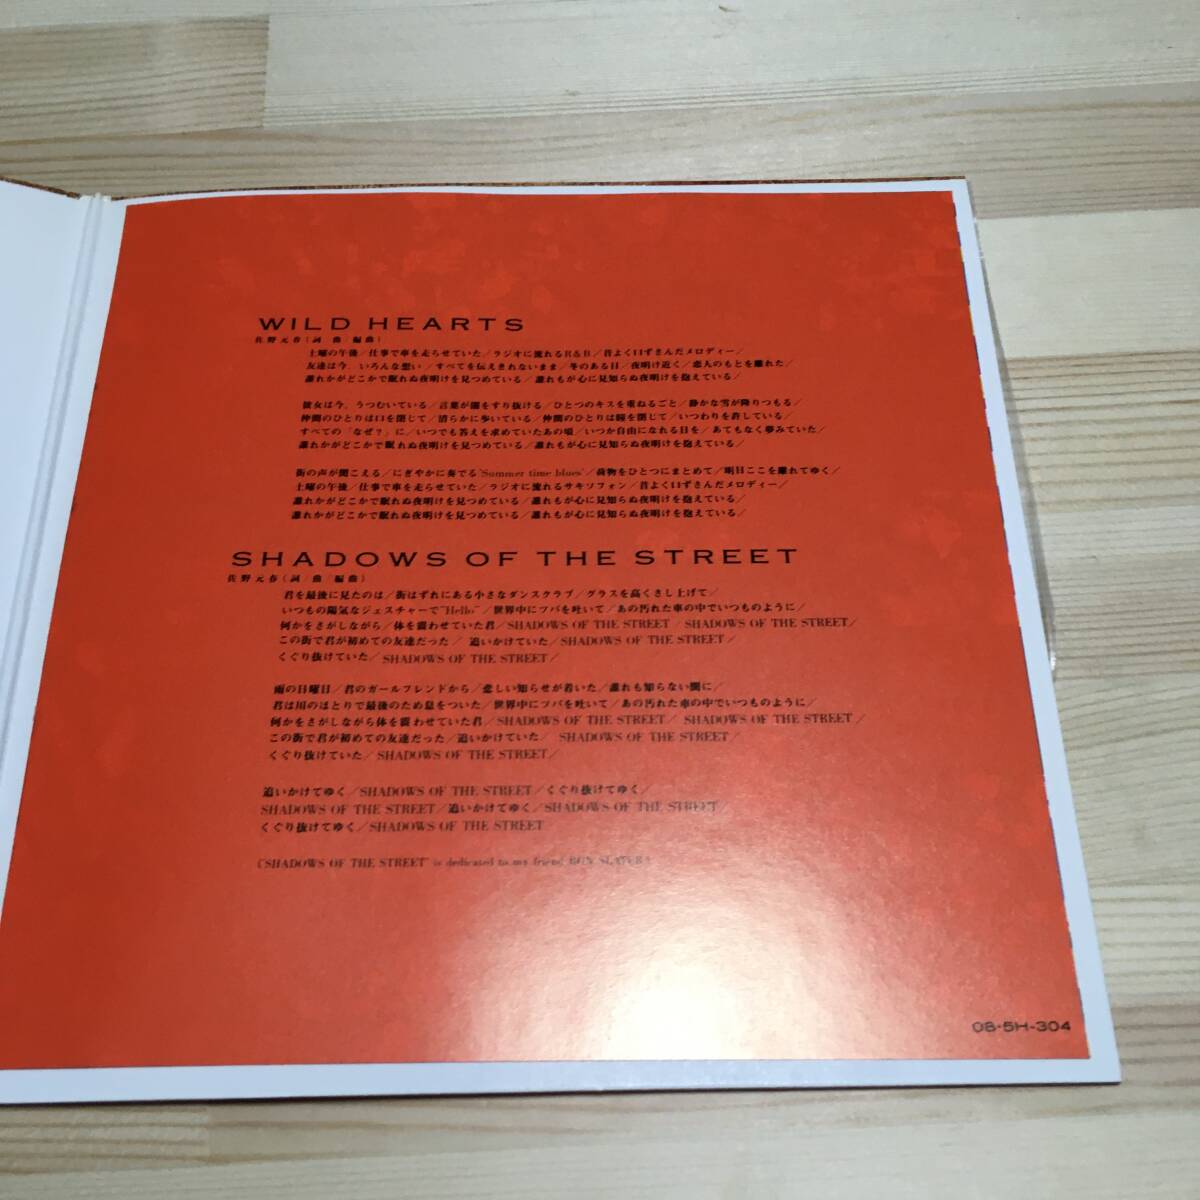 WILD HEARTS
佐野元春(詞/曲/編曲)
土曜の午後/仕事で車を走らせていた/ラジオに流れるR&B/昔よく口ずさんだメロディー/
友達は今、いろんな想い/すべてを伝えきれないまま/冬のある日/夜明け近く/恋人のもとを離れた/
誰れかがどこかで眠れぬ夜明けを見つめている/誰れもが心に見知らぬ夜明けを抱えている/
彼女は今、うつむいている/言葉が闇をすり抜ける/ひとつのキスを重ねるごと/静かな雪が降りつもる/
仲間のひとりは口を閉じて/清らかに歩いている/仲間のひとりは瞳を閉じて/いつわりを許している/
すべての「なぜ?」に/いつでも答えを求めていたあの頃/いつか自由になれる日を/あてもなく夢みていた/
誰れかがどこかで眠れぬ夜明けを見つめている/誰れもが心に見知らぬ夜明けを抱えている/
街の声が聞こえる/にぎやかに奏でる'Summer time blues'/荷物をひとつにまとめて/明日ここを離れてゆく/
土曜の午後/仕事で車を走らせていた/ラジオに流れるサキソフォン/昔よく口ずさんだメロディー/
誰れかがどこかで眠れぬ夜明けを見つめている/誰れもが心に見知らぬ夜明けを抱えている/
誰れかがどこかで眠れぬ夜明けを見つめている/誰れもが心に見知らぬ夜明けを抱えている/
SHADOWS OF THE STREET
佐野元春(詞/曲/編曲)
君を最後に見たのは/街はずれにある小さなダンスクラブ/グラスを高くさし上げて/
いつもの陽気なジェスチャーで"Hello"/世界中にツバを吐いて/あの汚れた車の中でいつものように/
何かをさがしながら/体を闘わせていた君/SHADOWS OF THE STREET/SHADOWS OF THE STREET/
この街で君が初めての友達だった/追いかけていた/SHADOWS OF THE STREET/
くぐり抜けていた/SHADOWS OF THE STREET/
雨の日曜日/君のガールフレンドから/悲しい知らせが着いた/誰れも知らない間に/
君は川のほとりで最後のため息をついた/世界中にツバを吐いて/あの汚れた車の中でいつものように/
何かをさがしながら体を闘わせていた君/SHADOWS OF THE STREET/SHADOWS OF THE STREET/
この街で君が初めての友達だった/追いかけていた/SHADOWS OF THE STREET/
くぐり抜けていた/SHADOWS OF THE STREET/
追いかけてゆく/SHADOWS OF THE STREET/くぐり抜けてゆく/
SHADOWS OF THE STREET/追いかけてゆく/SHADOWS OF THE STREET/
くぐり抜けてゆく/SHADOWS OF THE STREET
("SHADOWS OF THE STREET" is dedicated to my friend RON SLATER)
08·5H-304